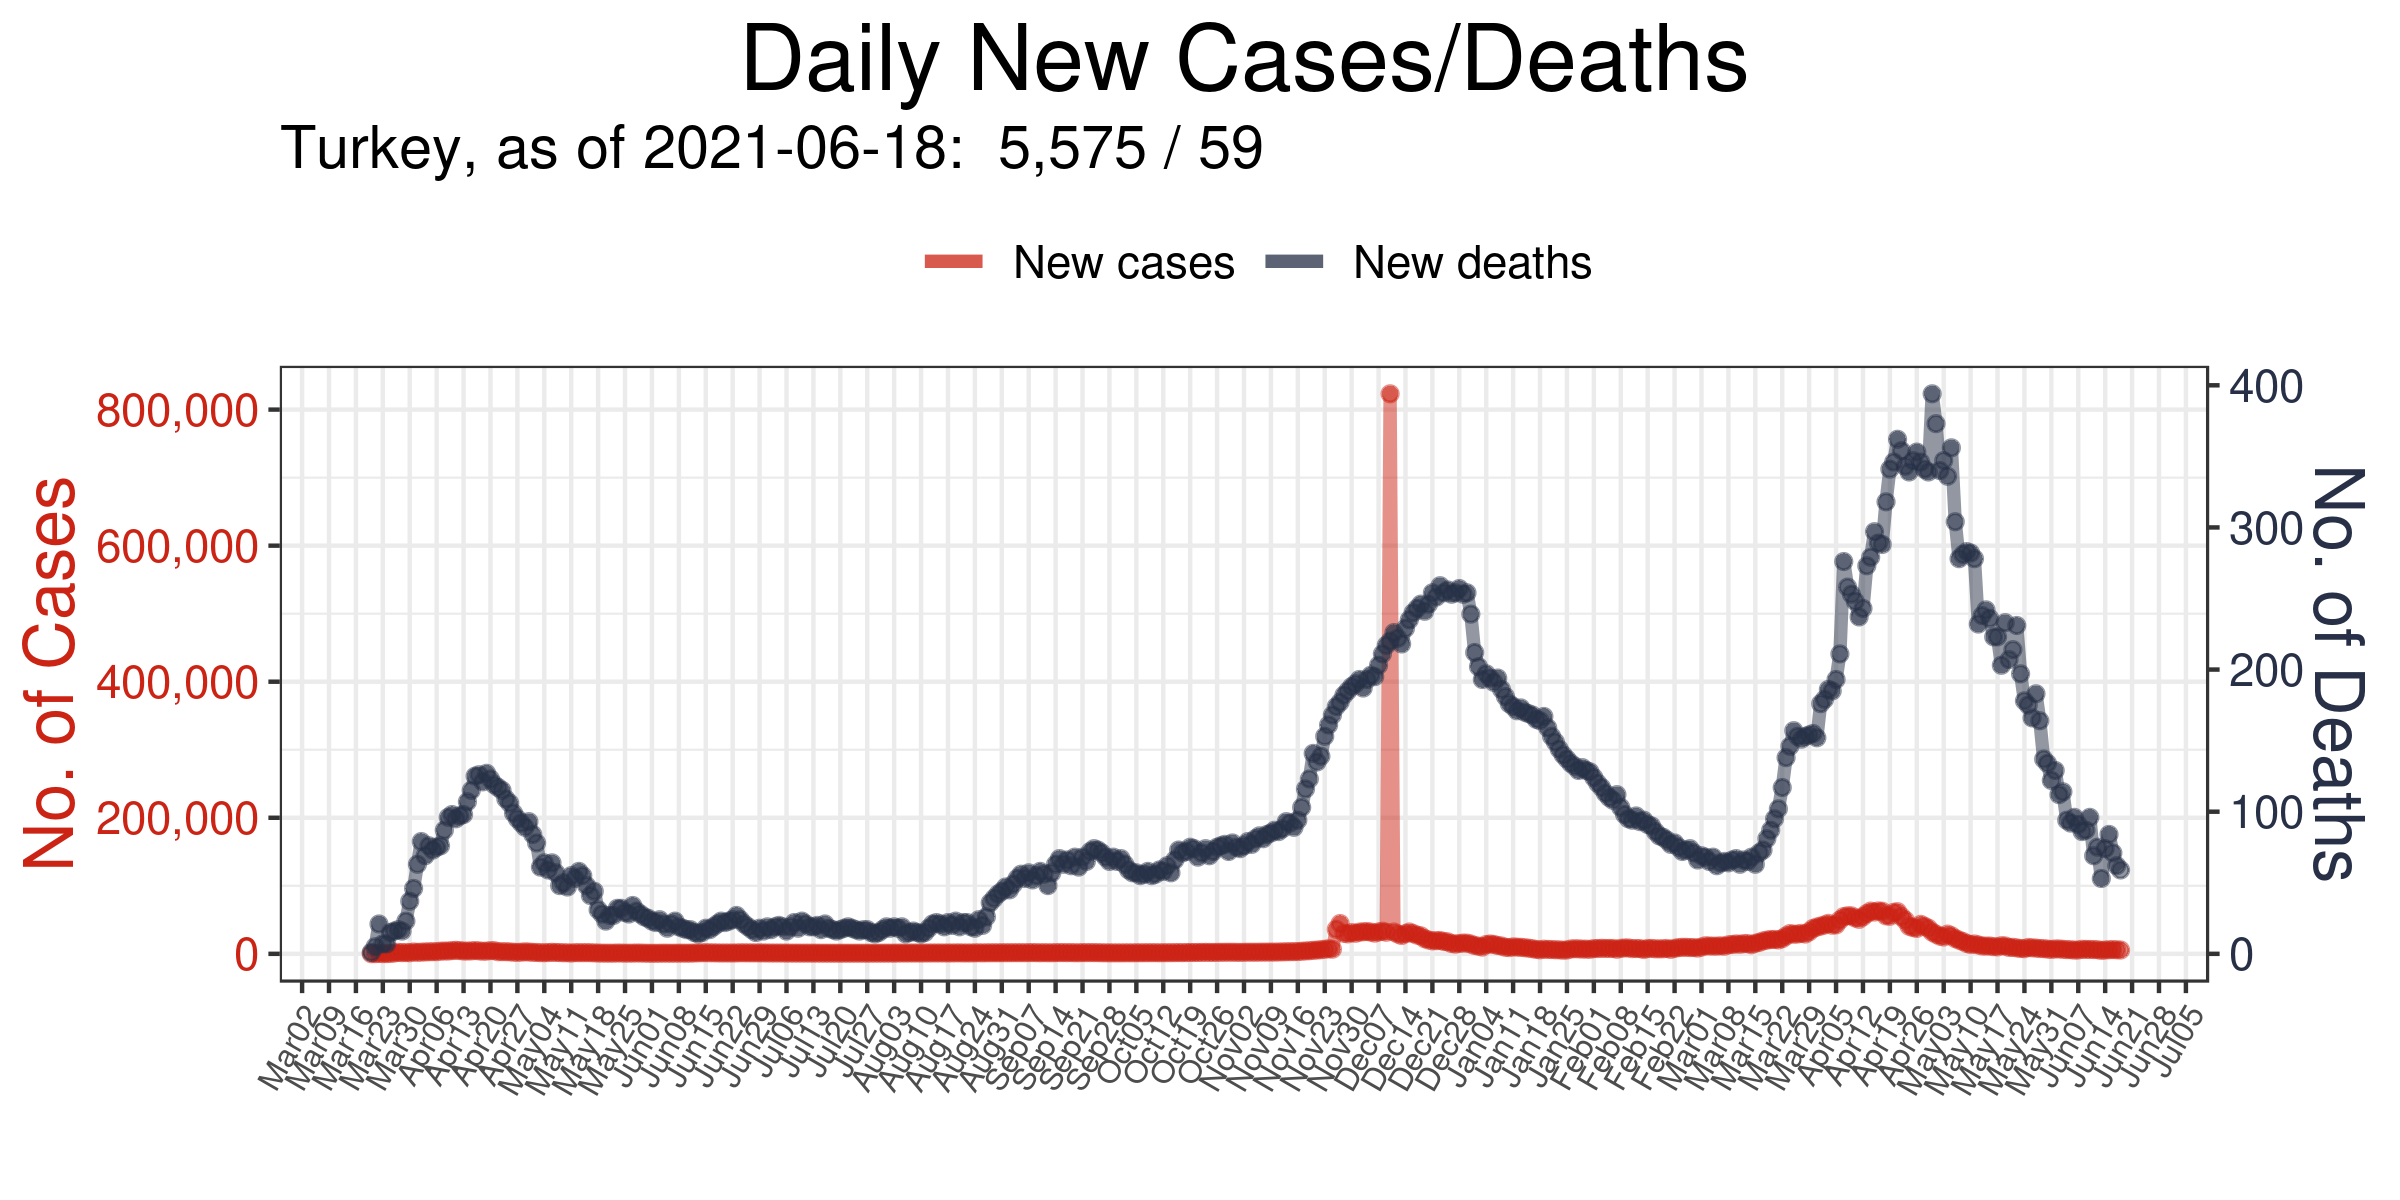 Daily New Cases/Deaths
Turkey, as of 2021-06-18:  5,575 / 59
New cases
New deaths
No. of Cases
800,000
600,000
400,000
200,000
0
400
300
200
100
0
No. of Deaths
Mar02
Mar09
Mar16
Mar23
Mar30
Apr06
Apr13
Apr20
Apr27
May04
May11
May18
May25
Jun01
Jun08
Jun15
Jun22
Jun29
Jul06
Jul13
Jul20
Jul27
Aug03
Aug10
Aug17
Aug24
Aug31
Sep07
Sep14
Sep21
Sep28
Oct05
Oct12
Oct19
Oct26
Nov02
Nov09
Nov16
Nov23
Nov30
Dec07
Dec14
Dec21
Dec28
Jan04
Jan11
Jan18
Jan25
Feb01
Feb08
Feb15
Feb22
Mar01
Mar08
Mar15
Mar22
Mar29
Apr05
Apr12
Apr19
Apr26
May03
May10
May17
May24
May31
Jun07
Jun14
Jun21
Jun28
Jul05